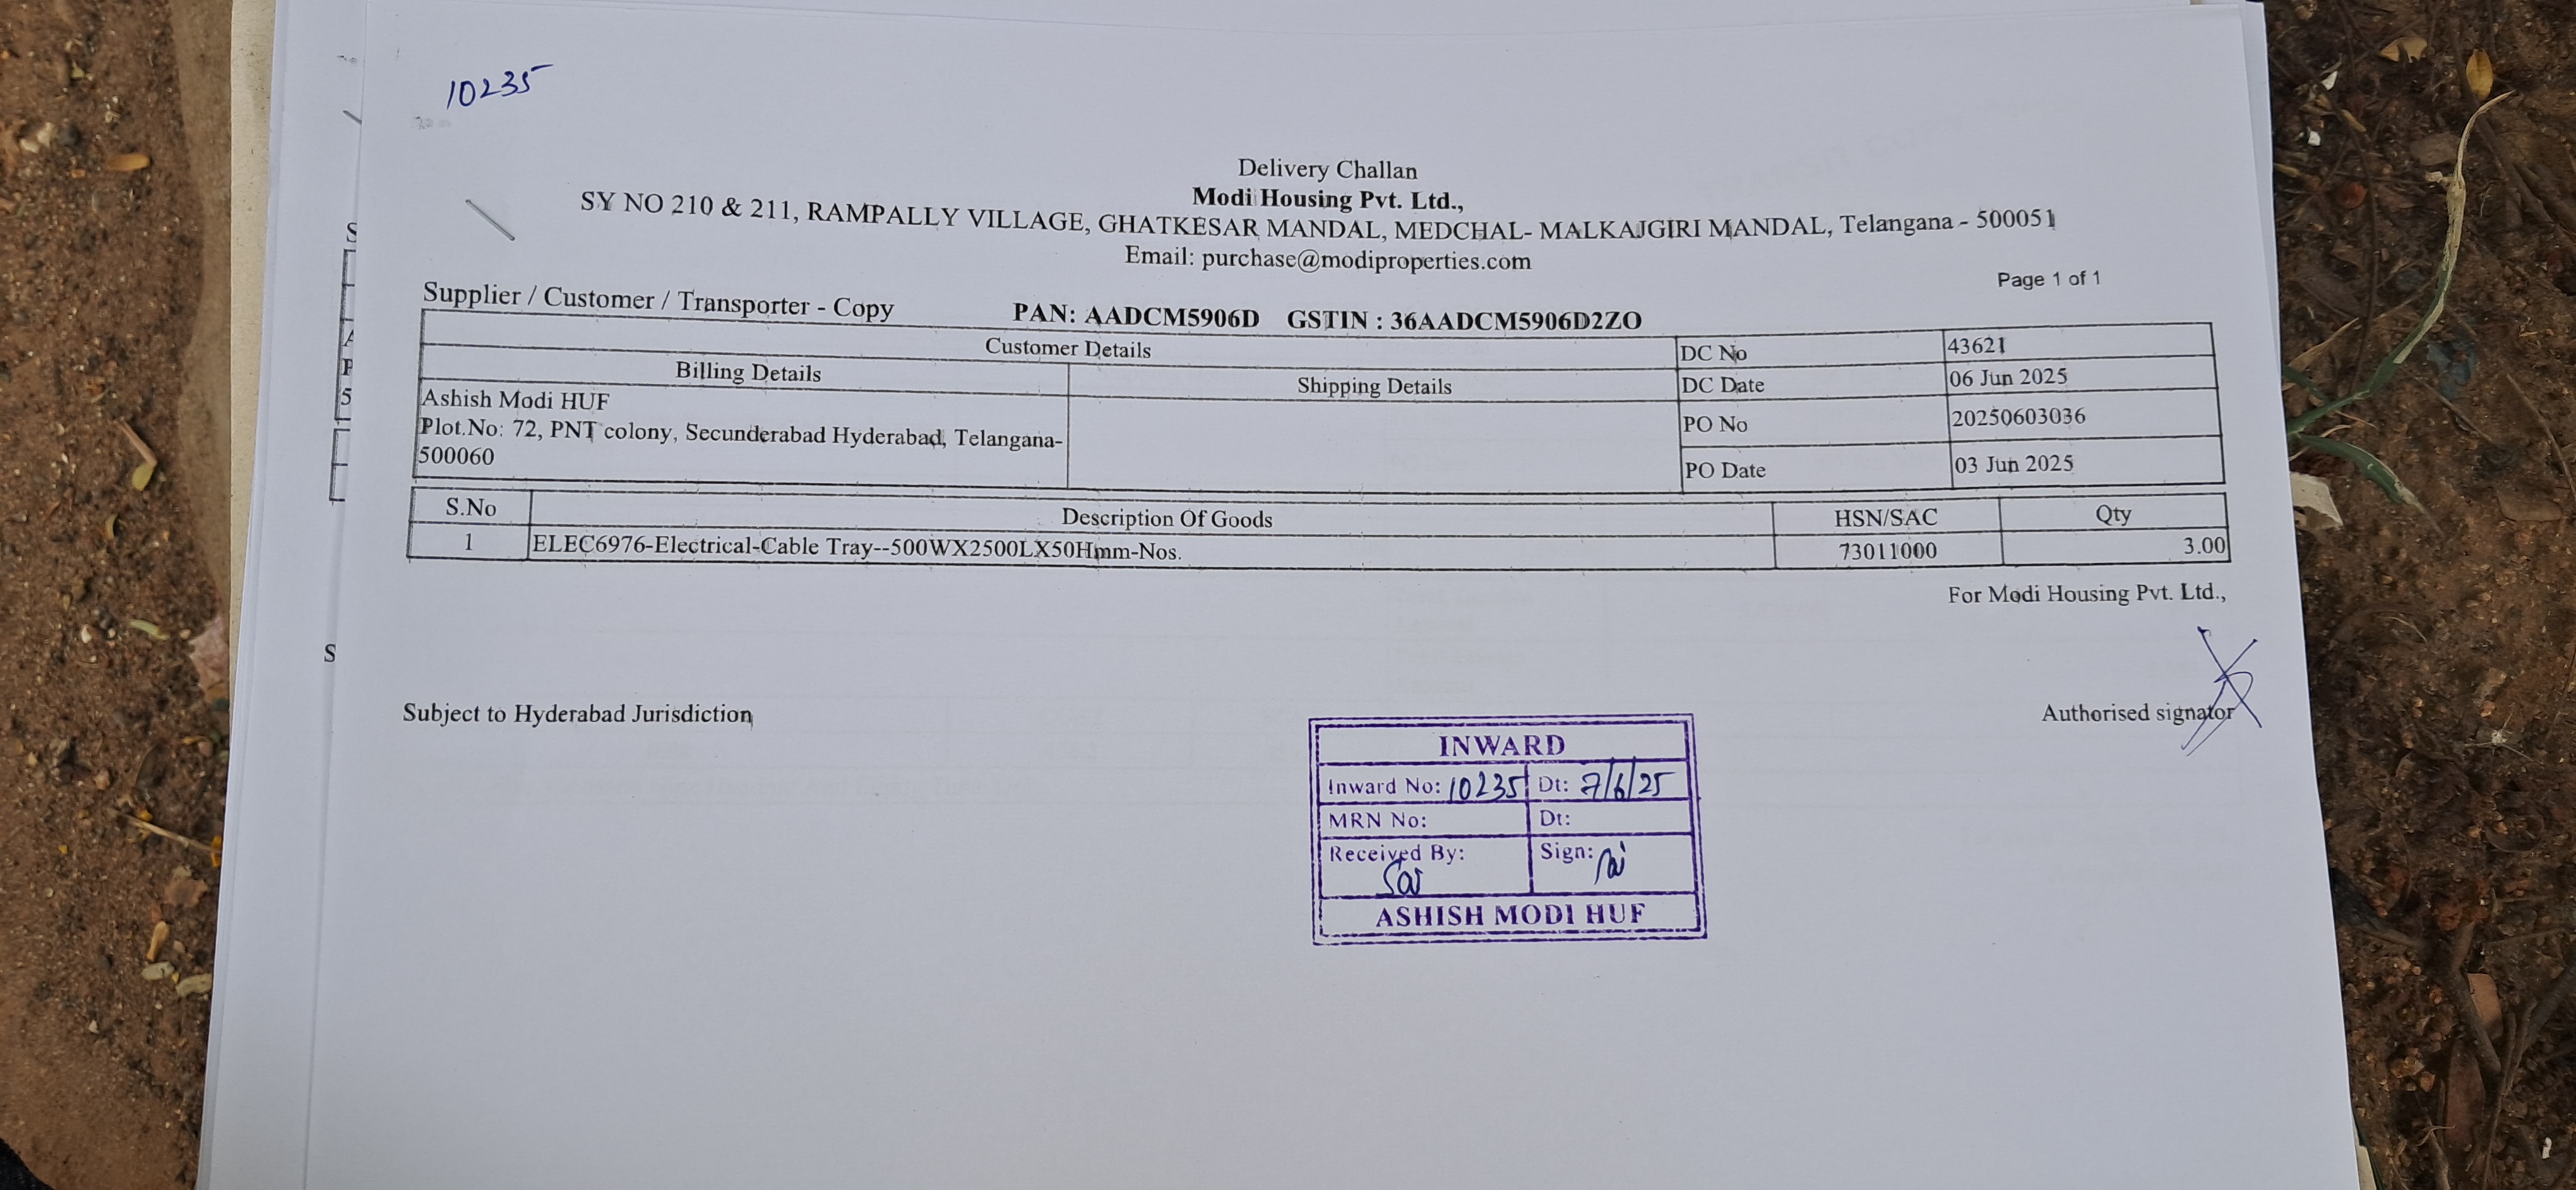 10235
Delivery Challan
Modi Housing Pvt. Ltd.,
SY NO 210 & 211, RAMPALLY VILLAGE, GHATKESAR MANDAL, MEDCHAL- MALKAJGIRI MANDAL, Telangana - 500051
Email: purchase@modiproperties.com
Page 1 of 1
Supplier / Customer / Transporter - Copy PAN: AADCM5906D GSTIN : 36AADCM5906D2ZO
Customer Details
Billing Details
Shipping Details
Ashish Modi HUF
Plot.No: 72, PNT colony, Secunderabad Hyderabad, Telangana-
500060
DC No 43621
DC Date 06 Jun 2025
PO No 20250603036
PO Date 03 Jun 2025
S.No Description Of Goods HSN/SAC Qty
1 ELEC6976-Electrical-Cable Tray--500WX2500LX50Hmm-Nos. 73011000 3.00
For Modi Housing Pvt. Ltd.,
Subject to Hyderabad Jurisdiction
Authorised signator
INWARD
Inward No: 10235 Dt: 7/6/25
MRN No: Dt:
Received By: Sign:
Sai
ASHISH MODI HUF